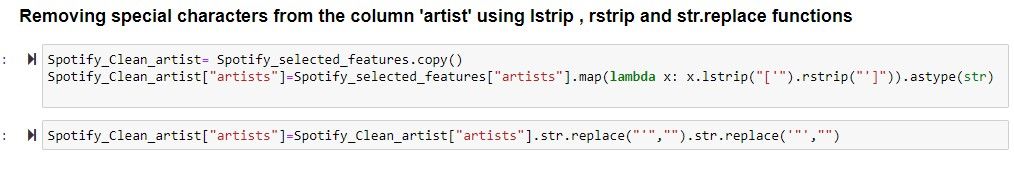 Removing special characters from the column 'artist' using lstrip , rstrip and str.replace functions
:
Spotify_Clean_artist= Spotify_selected_features.copy()
Spotify_Clean_artist["artists"]=Spotify_selected_features["artists"].map(lambda x: x.lstrip("['").rstrip("']")).astype(str)
:
Spotify_Clean_artist["artists"]=Spotify_Clean_artist["artists"].str.replace("'","").str.replace('"',"")